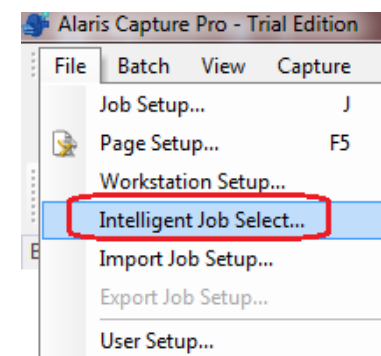 Alaris Capture Pro - Trial Edition
File Batch View Capture
Job Setup... J
Page Setup... F5
Workstation Setup...
Intelligent Job Select...
Import Job Setup...
Export Job Setup...
User Setup...